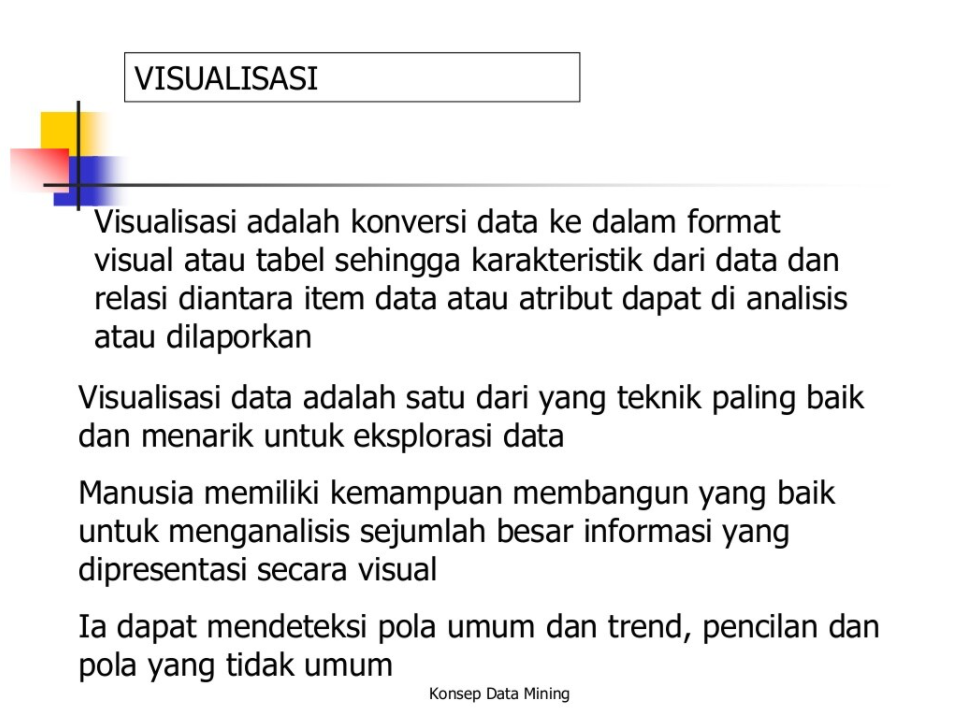 VISUALISASI
Visualisasi adalah konversi data ke dalam format
visual atau tabel sehingga karakteristik dari data dan
relasi diantara item data atau atribut dapat di analisis
atau dilaporkan
Visualisasi data adalah satu dari yang teknik paling baik
dan menarik untuk eksplorasi data
Manusia memiliki kemampuan membangun yang baik
untuk menganalisis sejumlah besar informasi yang
dipresentasi secara visual
Ia dapat mendeteksi pola umum dan trend, pencilan dan
pola yang tidak umum
Konsep Data Mining